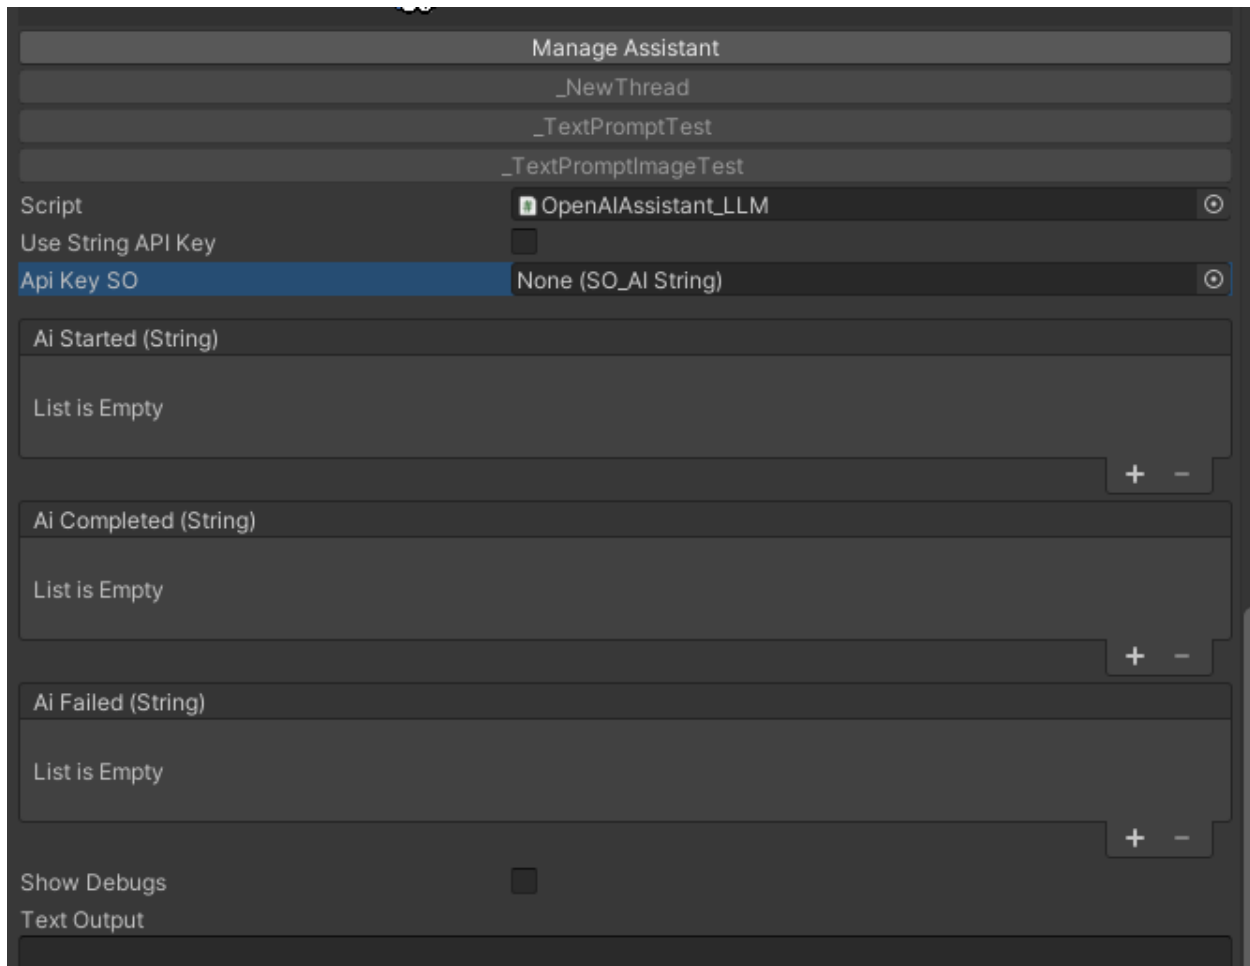 Manage Assistant
_NewThread
_TextPromptTest
_TextPromptImageTest
Script OpenAIAssistant_LLM
Use String API Key
Api Key SO None (SO_AI String)
Ai Started (String)
List is Empty
+ −
Ai Completed (String)
List is Empty
+ −
Ai Failed (String)
List is Empty
+ −
Show Debugs
Text Output